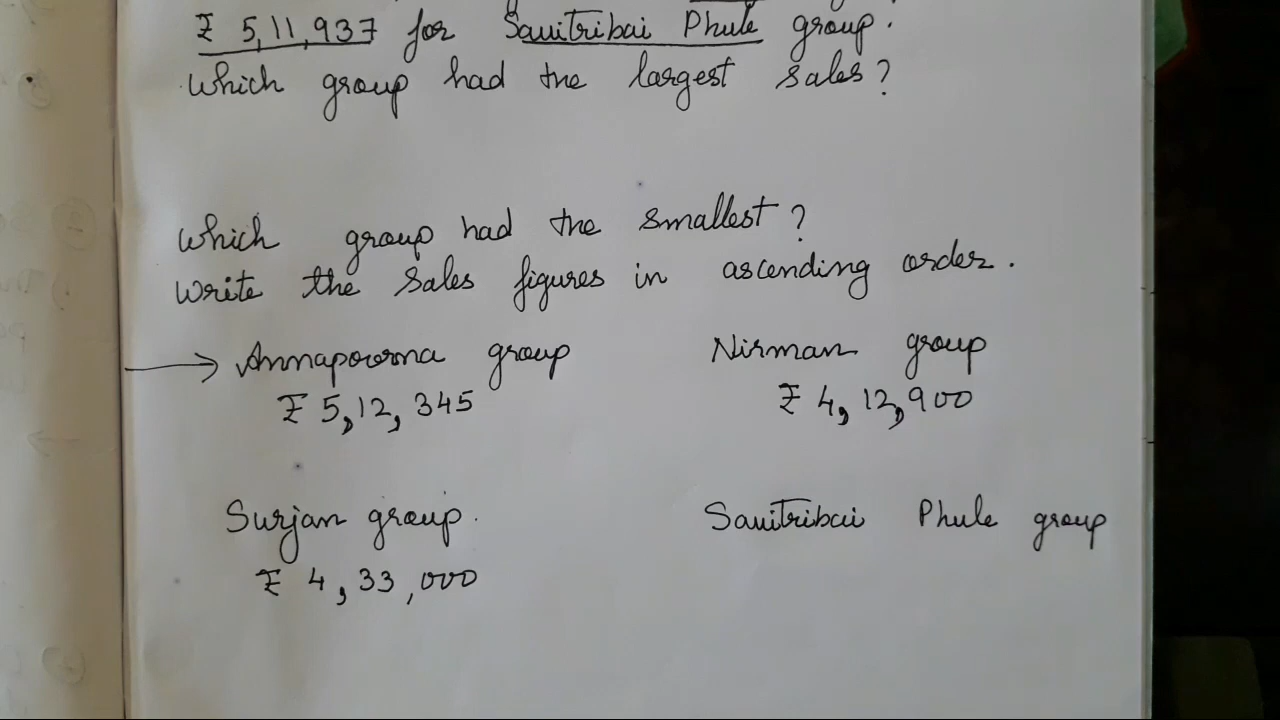 ₹ 5,11,937 for Savitribai Phule group.
Which group had the largest sales?
Which group had the smallest?
Write the sales figures in ascending order.
→ Annapoorna group
₹ 5,12,345
Nirman group
₹ 4,12,900
Surjan group.
₹ 4,33,000
Savitribai Phule group